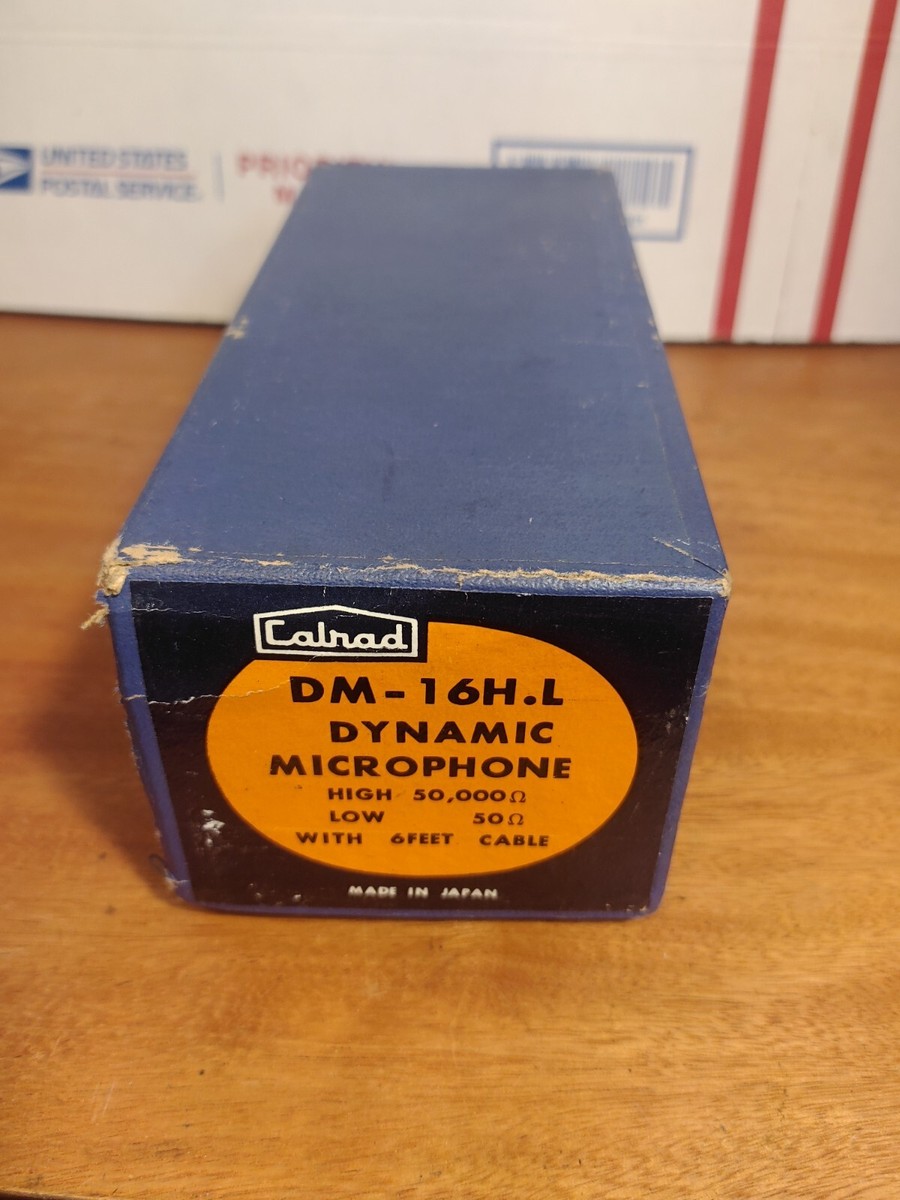 UNITED STATES
POSTAL SERVICE.
Calrad
DM-16H.L
DYNAMIC
MICROPHONE
HIGH 50,000Ω
LOW 50Ω
WITH 6FEET CABLE
MADE IN JAPAN